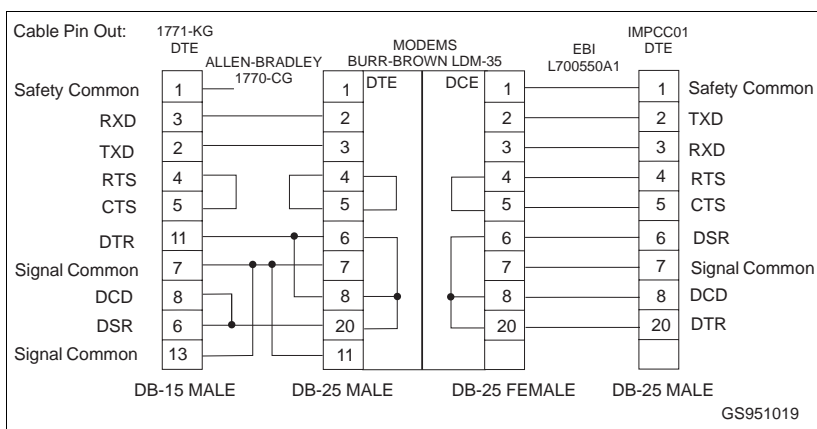 Cable Pin Out:
1771-KG
DTE
ALLEN-BRADLEY
1770-CG
MODEMS
BURR-BROWN LDM-35
EBI
L700550A1
IMPCC01
DTE
DTE
DCE
Safety Common 1 1 1 1 Safety Common
RXD 3 2 2 2 TXD
TXD 2 3 3 3 RXD
RTS 4 4 4 4 RTS
CTS 5 5 5 5 CTS
DTR 11 6 6 6 DSR
Signal Common 7 7 7 7 Signal Common
DCD 8 8 8 8 DCD
DSR 6 20 20 20 DTR
Signal Common 13 11
DB-15 MALE
DB-25 MALE
DB-25 FEMALE
DB-25 MALE
GS951019